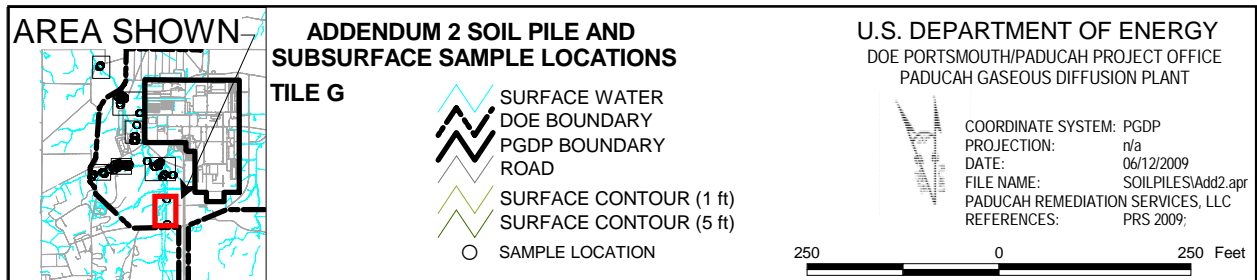 AREA SHOWN
ADDENDUM 2 SOIL PILE AND
SUBSURFACE SAMPLE LOCATIONS
TILE G
SURFACE WATER
DOE BOUNDARY
PGDP BOUNDARY
ROAD
SURFACE CONTOUR (1 ft)
SURFACE CONTOUR (5 ft)
SAMPLE LOCATION
U.S. DEPARTMENT OF ENERGY
DOE PORTSMOUTH/PADUCAH PROJECT OFFICE
PADUCAH GASEOUS DIFFUSION PLANT
COORDINATE SYSTEM: PGDP
PROJECTION: n/a
DATE: 06/12/2009
FILE NAME: SOILPILES\Add2.apr
PADUCAH REMEDIATION SERVICES, LLC
REFERENCES: PRS 2009;
250 0 250 Feet